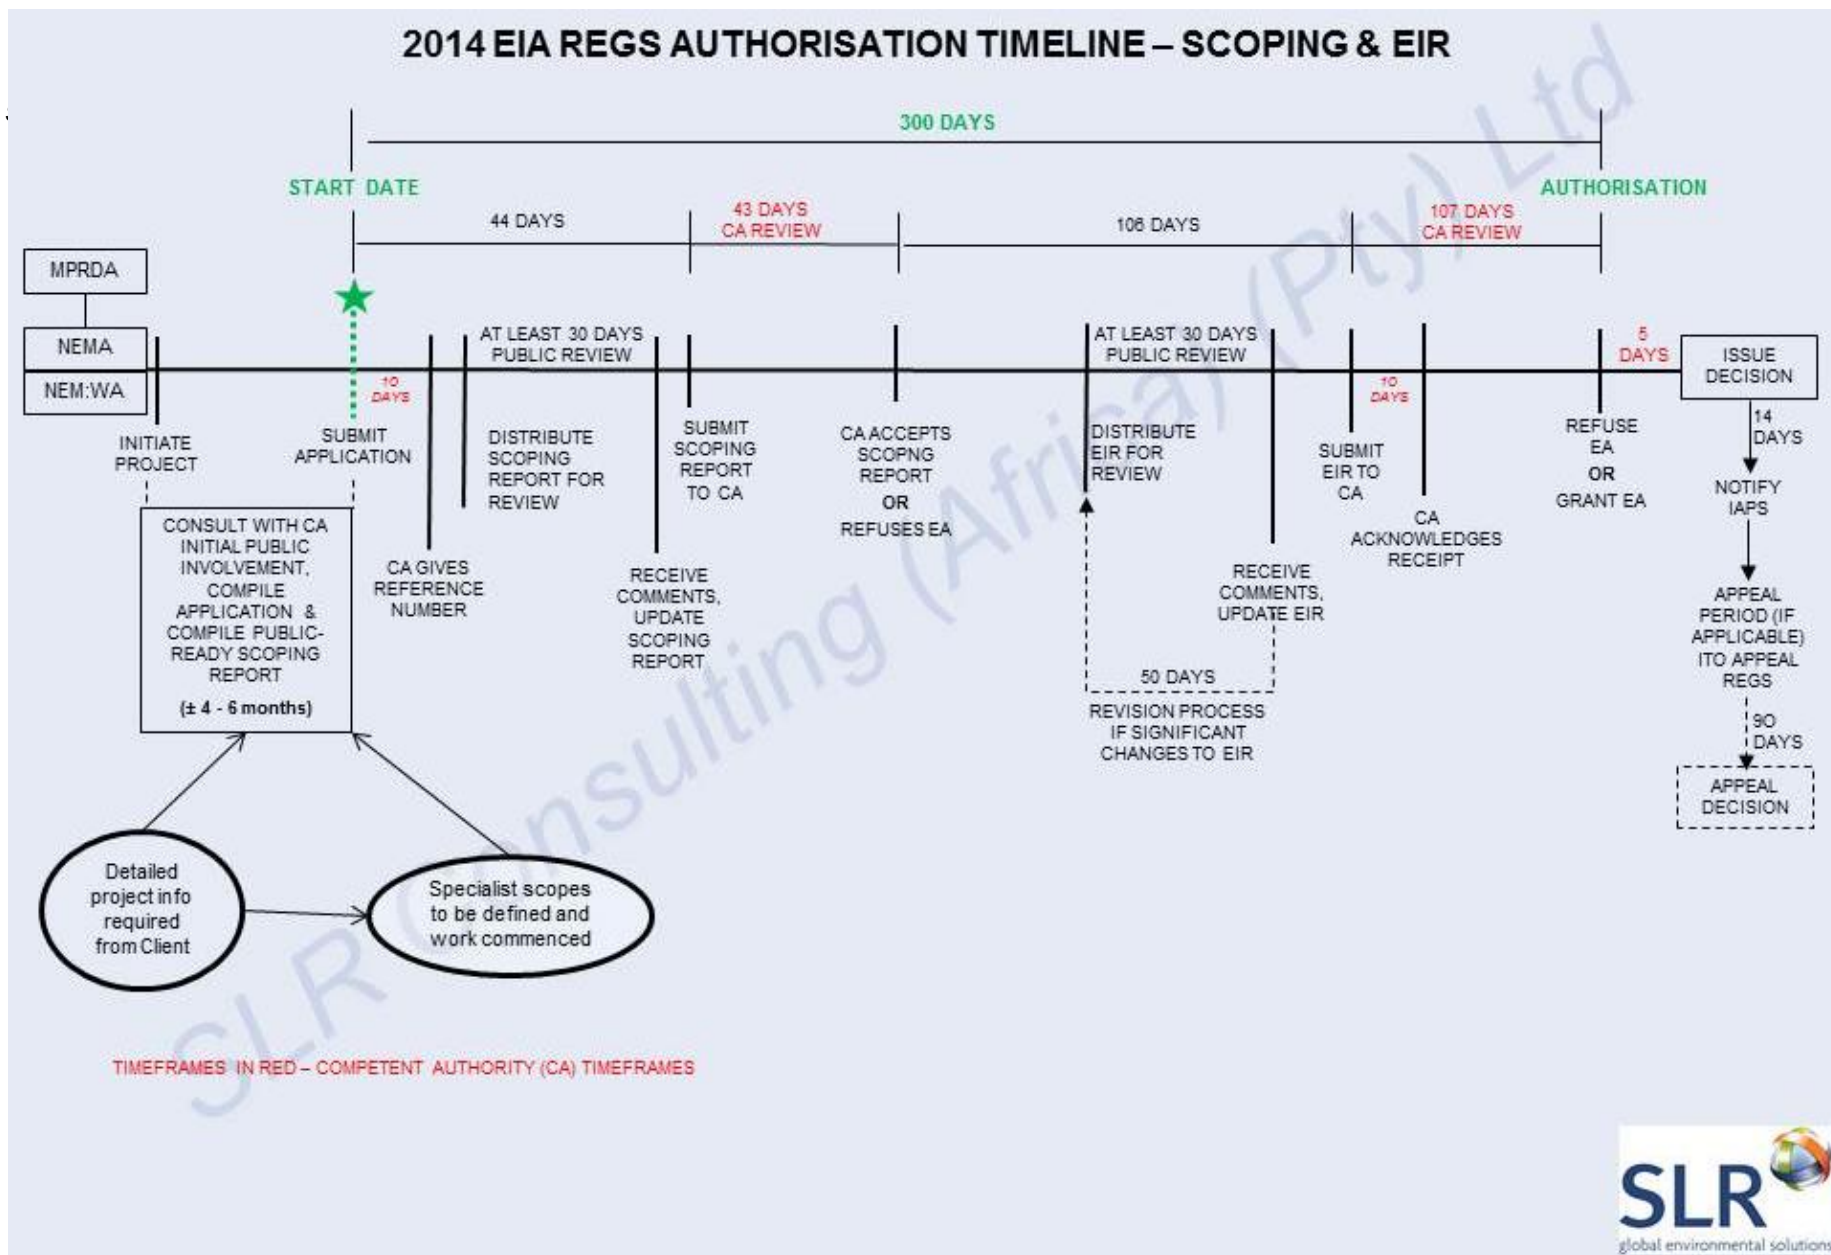 2014 EIA REGS AUTHORISATION TIMELINE – SCOPING & EIR
300 DAYS
START DATE
AUTHORISATION
44 DAYS
43 DAYS
CA REVIEW
106 DAYS
107 DAYS
CA REVIEW
MPRDA
NEMA
NEM:WA
AT LEAST 30 DAYS
PUBLIC REVIEW
AT LEAST 30 DAYS
PUBLIC REVIEW
10
DAYS
10
DAYS
5
DAYS
ISSUE
DECISION
INITIATE
PROJECT
SUBMIT
APPLICATION
CA GIVES
REFERENCE
NUMBER
DISTRIBUTE
SCOPING
REPORT FOR
REVIEW
RECEIVE
COMMENTS,
UPDATE
SCOPING
REPORT
SUBMIT
SCOPING
REPORT
TO CA
CA ACCEPTS
SCOPNG
REPORT
OR
REFUSES EA
DISTRIBUTE
EIR FOR
REVIEW
RECEIVE
COMMENTS,
UPDATE EIR
50 DAYS
REVISION PROCESS
IF SIGNIFICANT
CHANGES TO EIR
SUBMIT
EIR TO
CA
CA
ACKNOWLEDGES
RECEIPT
REFUSE
EA
OR
GRANT EA
14
DAYS
NOTIFY
IAPS
APPEAL
PERIOD (IF
APPLICABLE)
ITO APPEAL
REGS
90
DAYS
APPEAL
DECISION
CONSULT WITH CA
INITIAL PUBLIC
INVOLVEMENT,
COMPILE
APPLICATION &
COMPILE PUBLIC-
READY SCOPING
REPORT
(± 4 - 6 months)
Detailed
project info
required
from Client
Specialist scopes
to be defined and
work commenced
TIMEFRAMES IN RED – COMPETENT AUTHORITY (CA) TIMEFRAMES
SLR Consulting (Africa) (Pty) Ltd
SLR
global environmental solutions